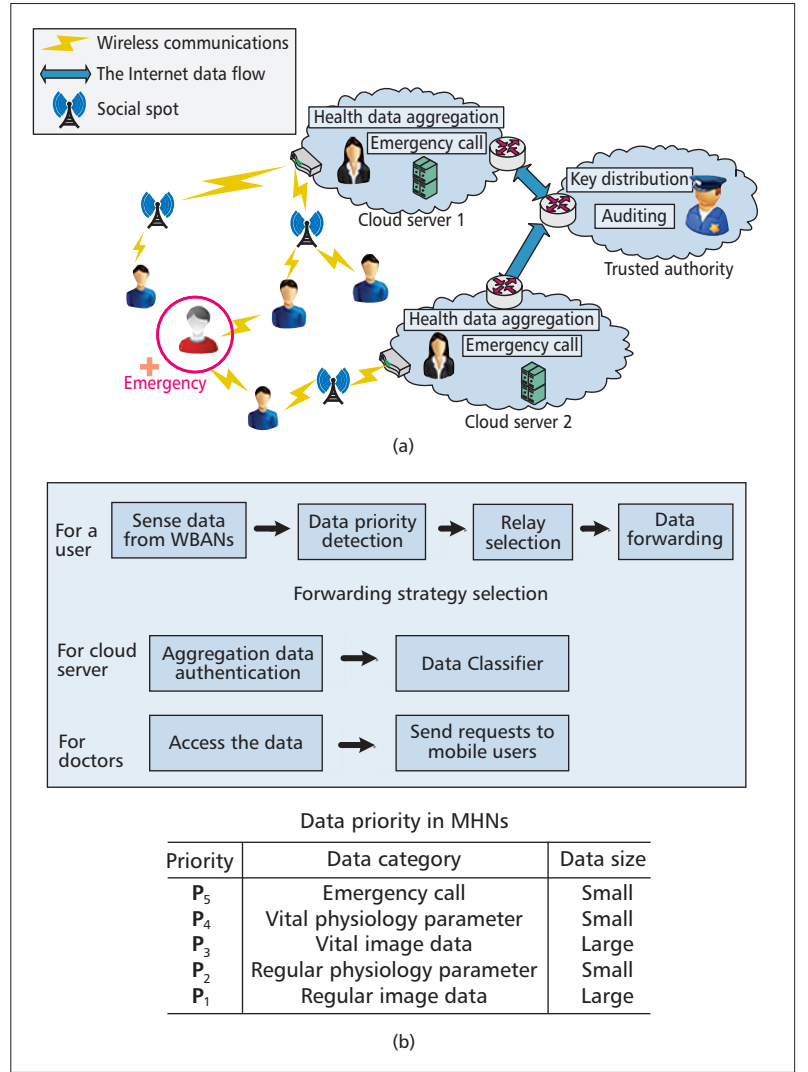 Wireless communications
The Internet data flow
Social spot
Health data aggregation
Emergency call
Cloud server 1
Key distribution
Auditing
Trusted authority
Health data aggregation
Emergency call
Cloud server 2
Emergency
(a)
For a
user
Sense data
from WBANs
Data priority
detection
Relay
selection
Data
forwarding
Forwarding strategy selection
For cloud
server
Aggregation data
authentication
Data Classifier
For
doctors
Access the data
Send requests to
mobile users
Data priority in MHNs
Priority Data category Data size
P5 Emergency call Small
P4 Vital physiology parameter Small
P3 Vital image data Large
P2 Regular physiology parameter Small
P1 Regular image data Large
(b)